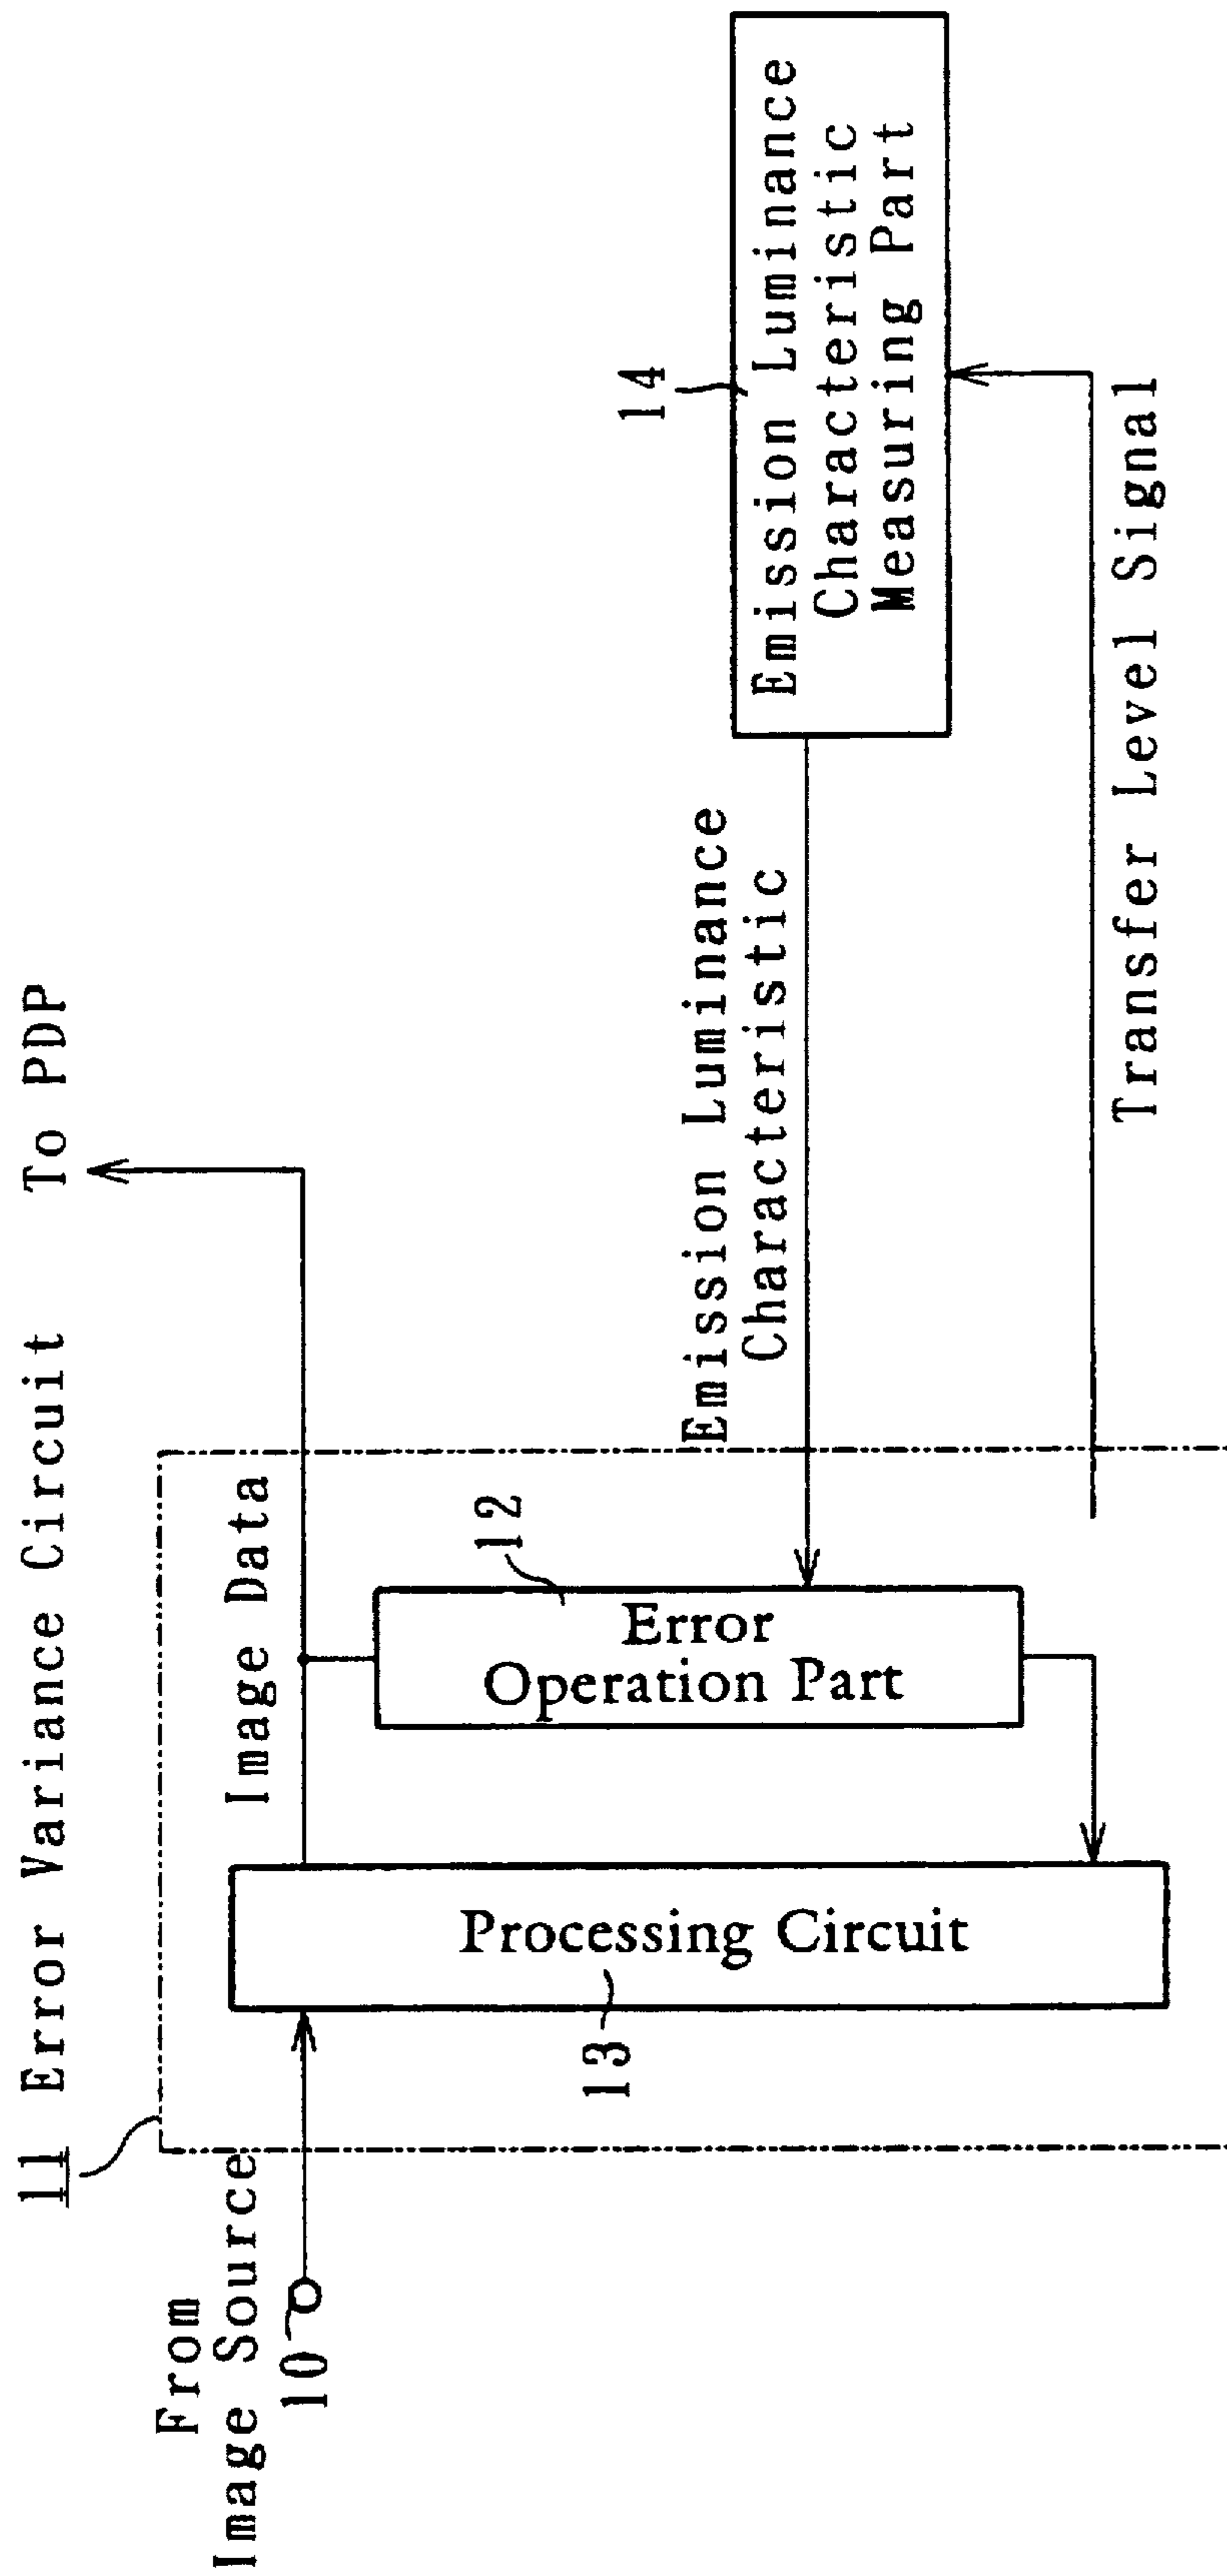 11 Error Variance Circuit
To PDP
From
Image Source
10
Image Data
13
Processing Circuit
12
Error
Operation Part
Emission Luminance
Characteristic
14
Emission Luminance
Characteristic
Measuring Part
Transfer Level Signal